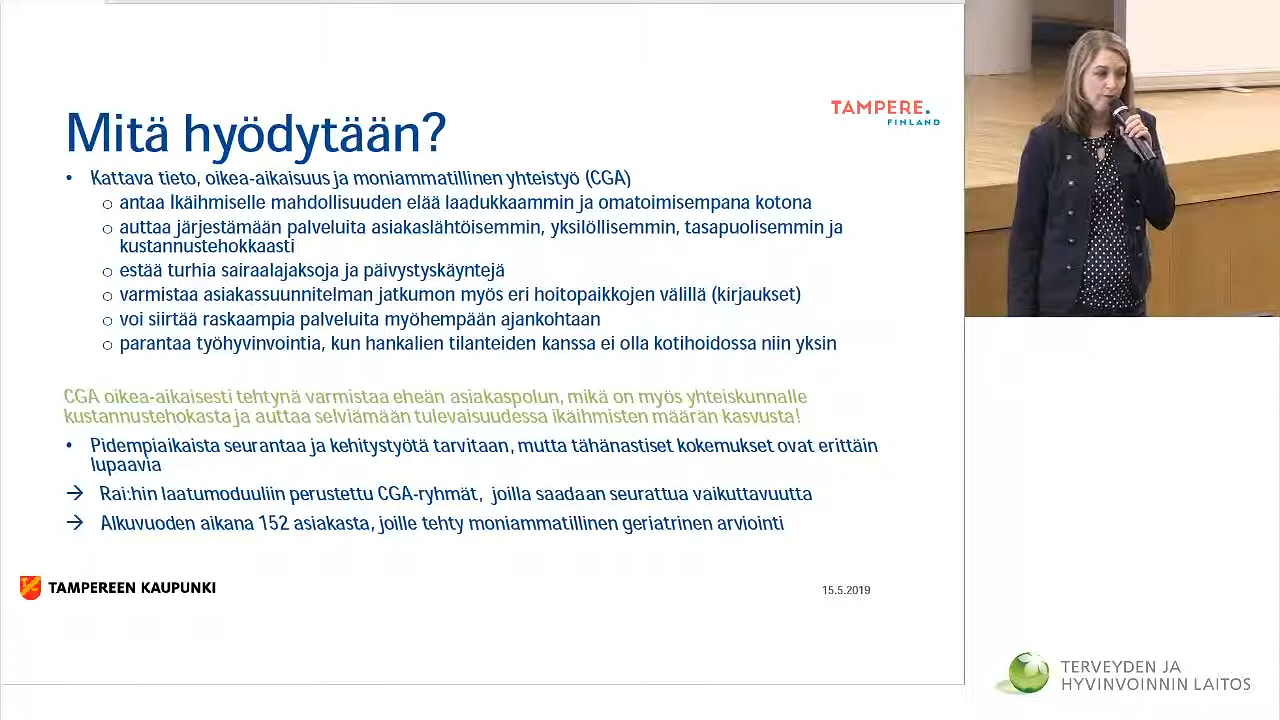 TAMPERE.
FINLAND
Mitä hyödytään?
• Kattava tieto, oikea-aikaisuus ja moniammatillinen yhteistyö (CGA)
o antaa Ikäihmiselle mahdollisuuden elää laadukkaammin ja omatoimisempana kotona
o auttaa järjestämään palveluita asiakaslähtöisemmin, yksilöllisemmin, tasapuolisemmin ja
kustannustehokkaasti
o estää turhia sairaalajaksoja ja päivystyskäyntejä
o varmistaa asiakassuunnitelman jatkumon myös eri hoitopaikkojen välillä (kirjaukset)
o voi siirtää raskaampia palveluita myöhempään ajankohtaan
o parantaa työhyvinvointia, kun hankalien tilanteiden kanssa ei olla kotihoidossa niin yksin
CGA oikea-aikaisesti tehtynä varmistaa eheän asiakaspolun, mikä on myös yhteiskunnalle
kustannustehokasta ja auttaa selviämään tulevaisuudessa ikäihmisten määrän kasvusta!
• Pidempiaikaista seurantaa ja kehitystyötä tarvitaan, mutta tähänastiset kokemukset ovat erittäin
lupaavia
→ Rai:hin laatumoduuliin perustettu CGA-ryhmät, joilla saadaan seurattua vaikuttavuutta
→ Alkuvuoden aikana 152 asiakasta, joille tehty moniammatillinen geriatrinen arviointi
TAMPEREEN KAUPUNKI
15.5.2019
TERVEYDEN JA
HYVINVOINNIN LAITOS